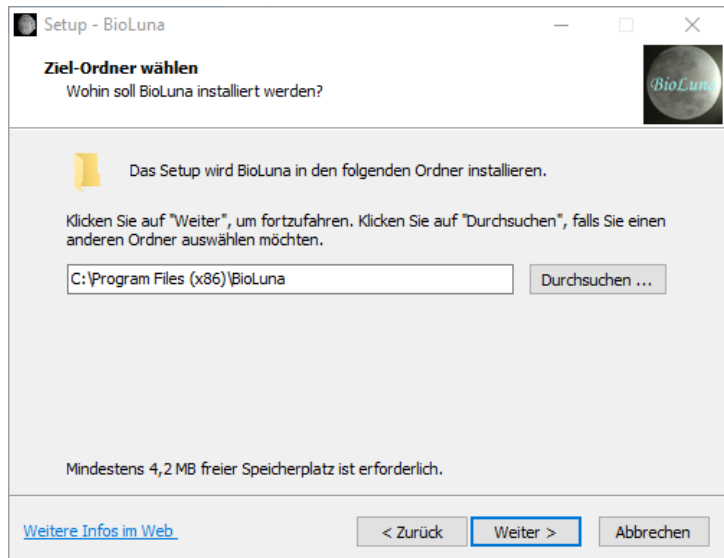 Setup - BioLuna
Ziel-Ordner wählen
Wohin soll BioLuna installiert werden?
BioLuna
Das Setup wird BioLuna in den folgenden Ordner installieren.
Klicken Sie auf "Weiter", um fortzufahren. Klicken Sie auf "Durchsuchen", falls Sie einen
anderen Ordner auswählen möchten.
C:\Program Files (x86)\BioLuna
Durchsuchen ...
Mindestens 4,2 MB freier Speicherplatz ist erforderlich.
Weitere Infos im Web
< Zurück
Weiter >
Abbrechen